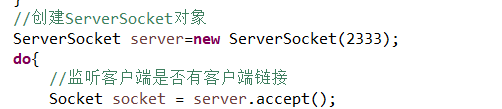 }
//创建ServerSocket对象
ServerSocket server=new ServerSocket(2333);
do{
//监听客户端是否有客户端链接
Socket socket = server.accept();